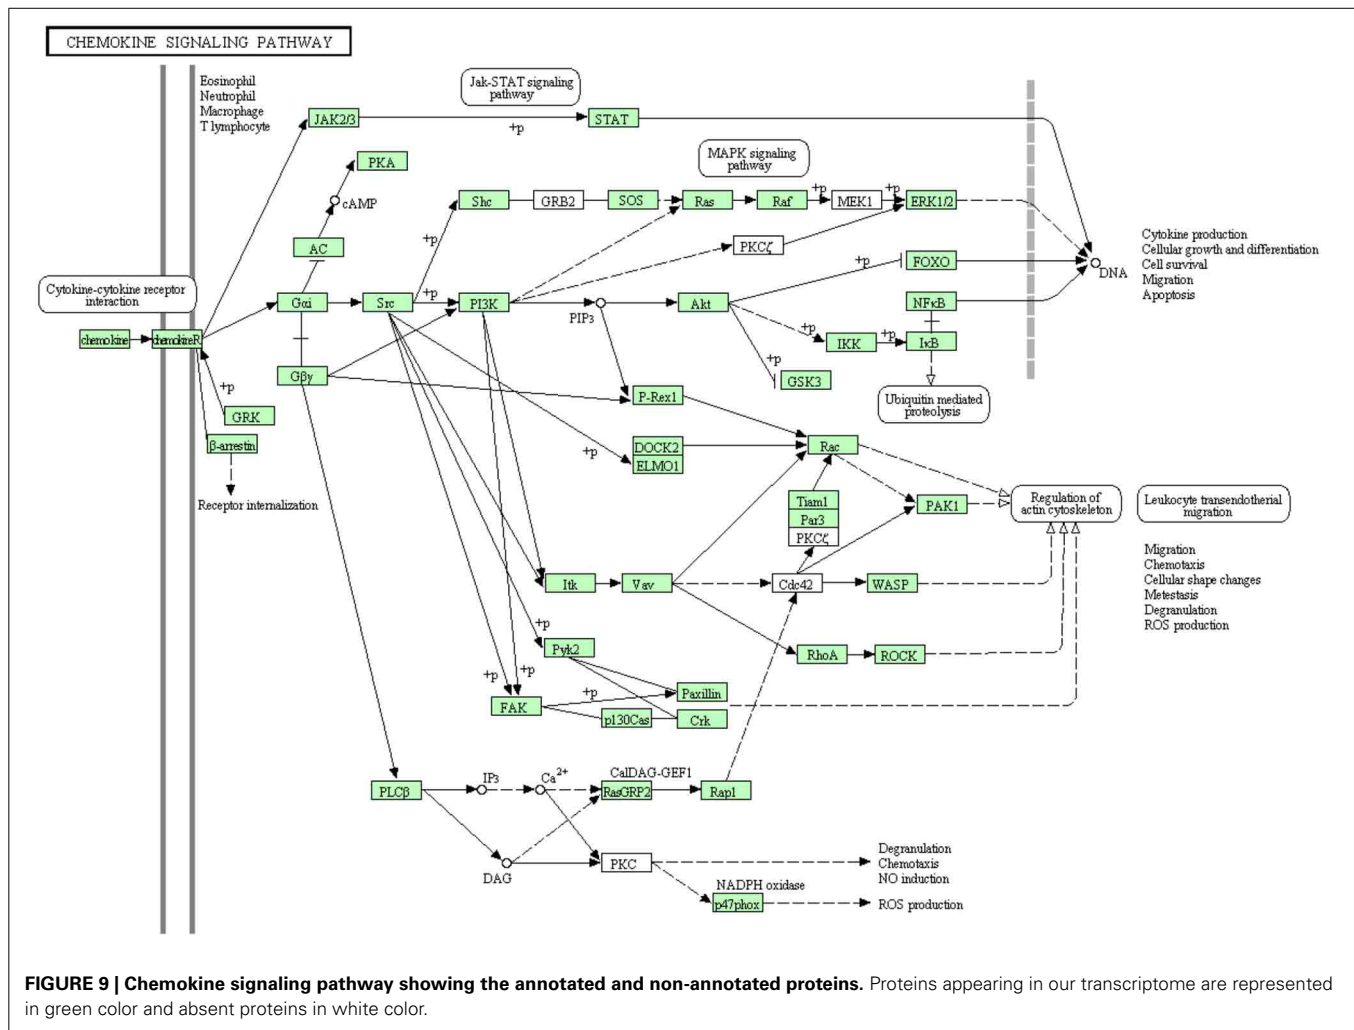 CHEMOKINE SIGNALING PATHWAY
Eosinophil
Neutrophil
Macrophage
T lymphocyte
Jak-STAT signaling
pathway
JAK2/3
+p
STAT
PKA
cAMP
MAPK signaling
pathway
Shc
GRB2
SOS
Ras
Raf
+p
MEK1
+p
ERK1/2
+p
PKCζ
AC
Cytokine production
Cellular growth and differentiation
Cell survival
Migration
Apoptosis
+p
FOXO
DNA
Cytokine-cytokine receptor
interaction
Gαi
Src
+p
PI3K
PIP3
Akt
NFκB
+p
IKK
+p
IκB
chemokine
chemokineR
Gβγ
+p
GSK3
+p
GRK
P-Rex1
Ubiquitin mediated
proteolysis
β-arrestin
+p
DOCK2
ELMO1
Rac
Receptor internalization
Tiam1
Par3
PKCζ
PAK1
Regulation of
actin cytoskeleton
Leukocyte transendotherial
migration
Migration
Chemotaxis
Cellular shape changes
Metestasis
Degranulation
ROS production
Itk
Vav
Cdc42
WASP
+p
Pyk2
RhoA
ROCK
+p
+p
+p
Paxillin
FAK
p130Cas
Crk
PLCβ
IP3
Ca2+
CalDAG-GEF1
RasGRP2
Rap1
DAG
PKC
Degranulation
Chemotaxis
NO induction
NADPH oxidase
p47phox
ROS production
FIGURE 9 | Chemokine signaling pathway showing the annotated and non-annotated proteins. Proteins appearing in our transcriptome are represented
in green color and absent proteins in white color.